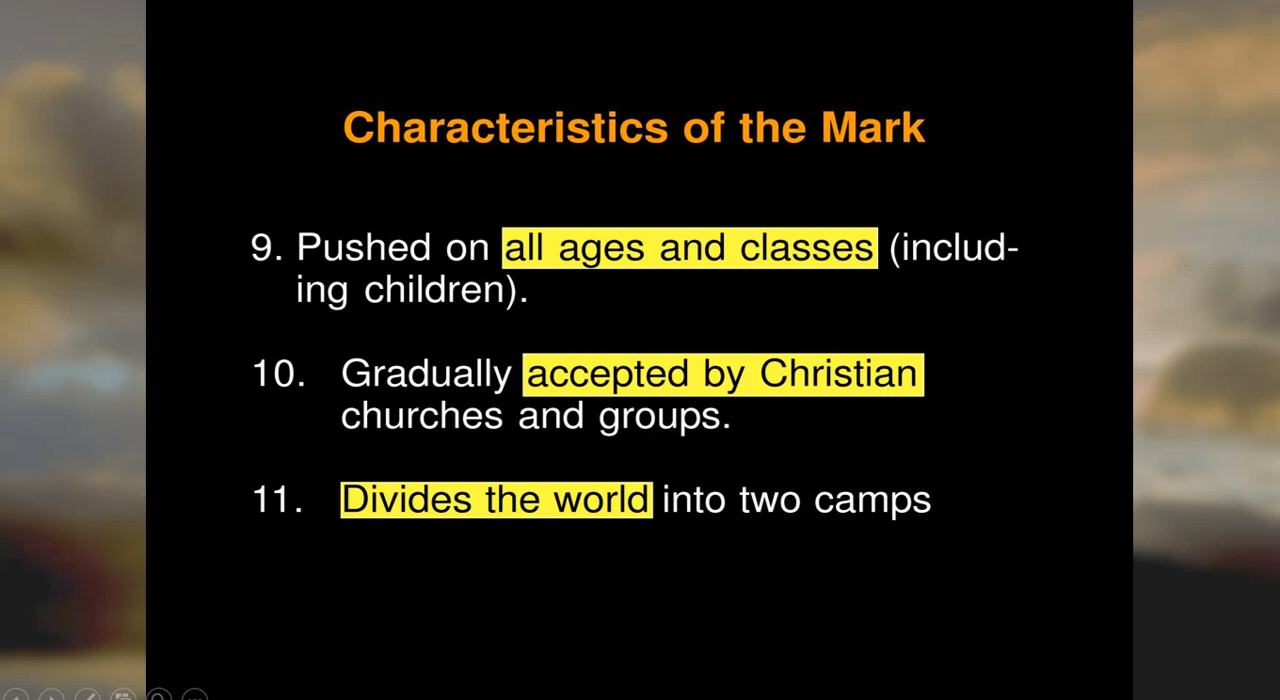 Characteristics of the Mark
9. Pushed on all ages and classes (includ-
ing children).
10. Gradually accepted by Christian
churches and groups.
11. Divides the world into two camps